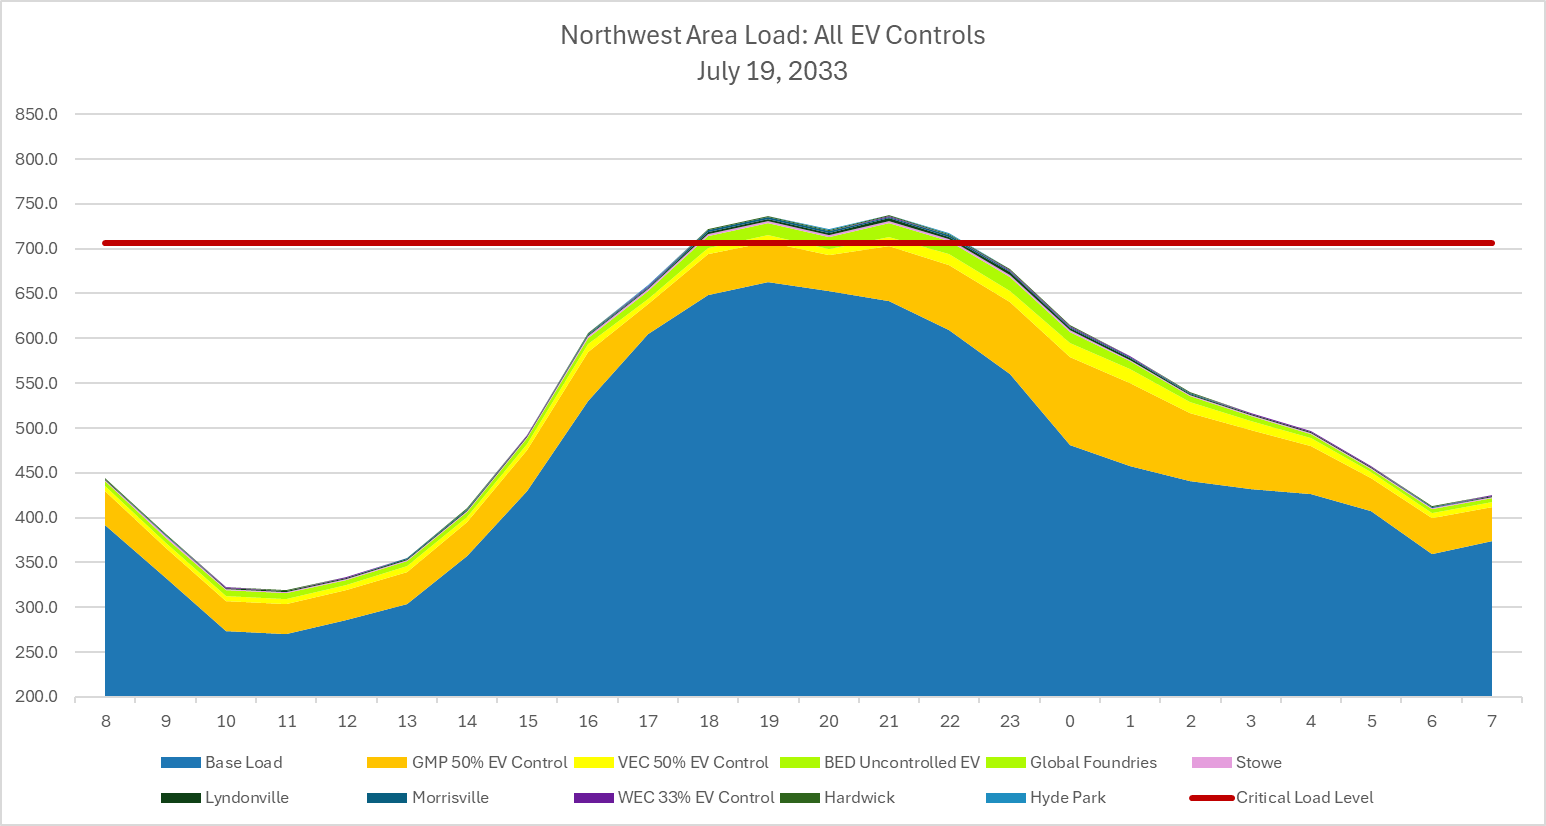 Northwest Area Load: All EV Controls
July 19, 2033
850.0
800.0
750.0
700.0
650.0
600.0
550.0
500.0
450.0
400.0
350.0
300.0
250.0
200.0
8 9 10 11 12 13 14 15 16 17 18 19 20 21 22 23 0 1 2 3 4 5 6 7
Base Load GMP 50% EV Control VEC 50% EV Control BED Uncontrolled EV Global Foundries Stowe
Lyndonville Morrisville WEC 33% EV Control Hardwick Hyde Park Critical Load Level